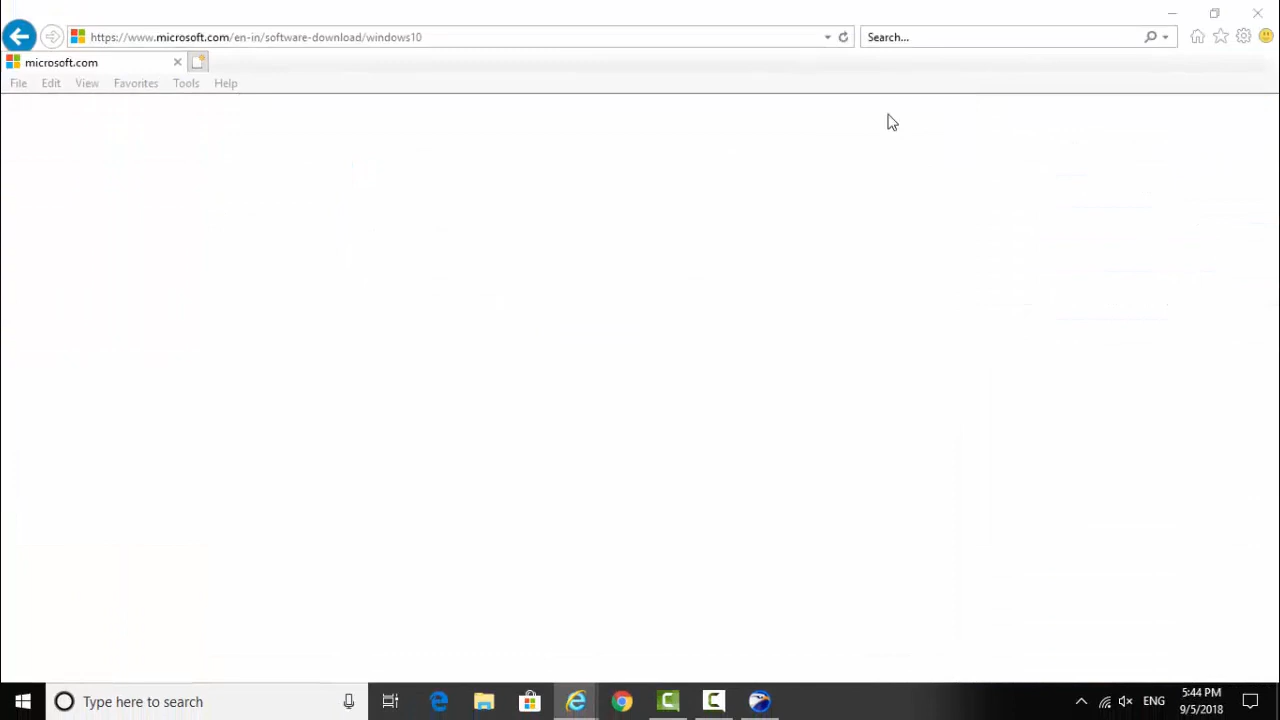 https://www.microsoft.com/en-in/software-download/windows10
Search...
microsoft.com
File Edit View Favorites Tools Help
Type here to search
ENG
5:44 PM
9/5/2018